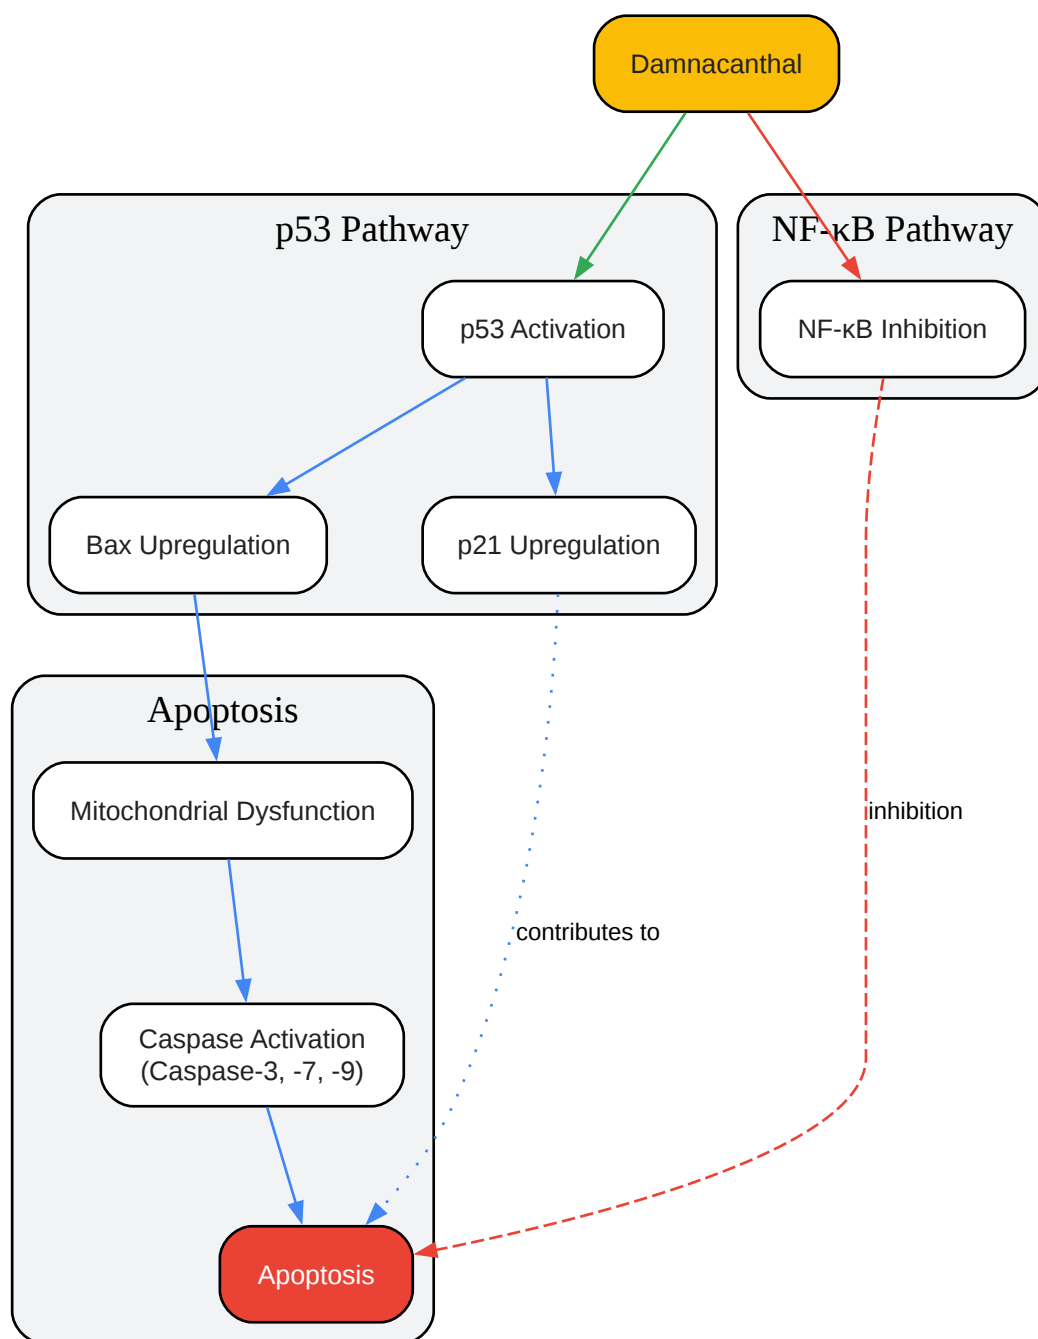 Damnacanthal
p53 Pathway
NF-κB Pathway
p53 Activation
NF-κB Inhibition
Bax Upregulation
p21 Upregulation
Apoptosis
Mitochondrial Dysfunction
inhibition
contributes to
Caspase Activation
(Caspase-3, -7, -9)
Apoptosis